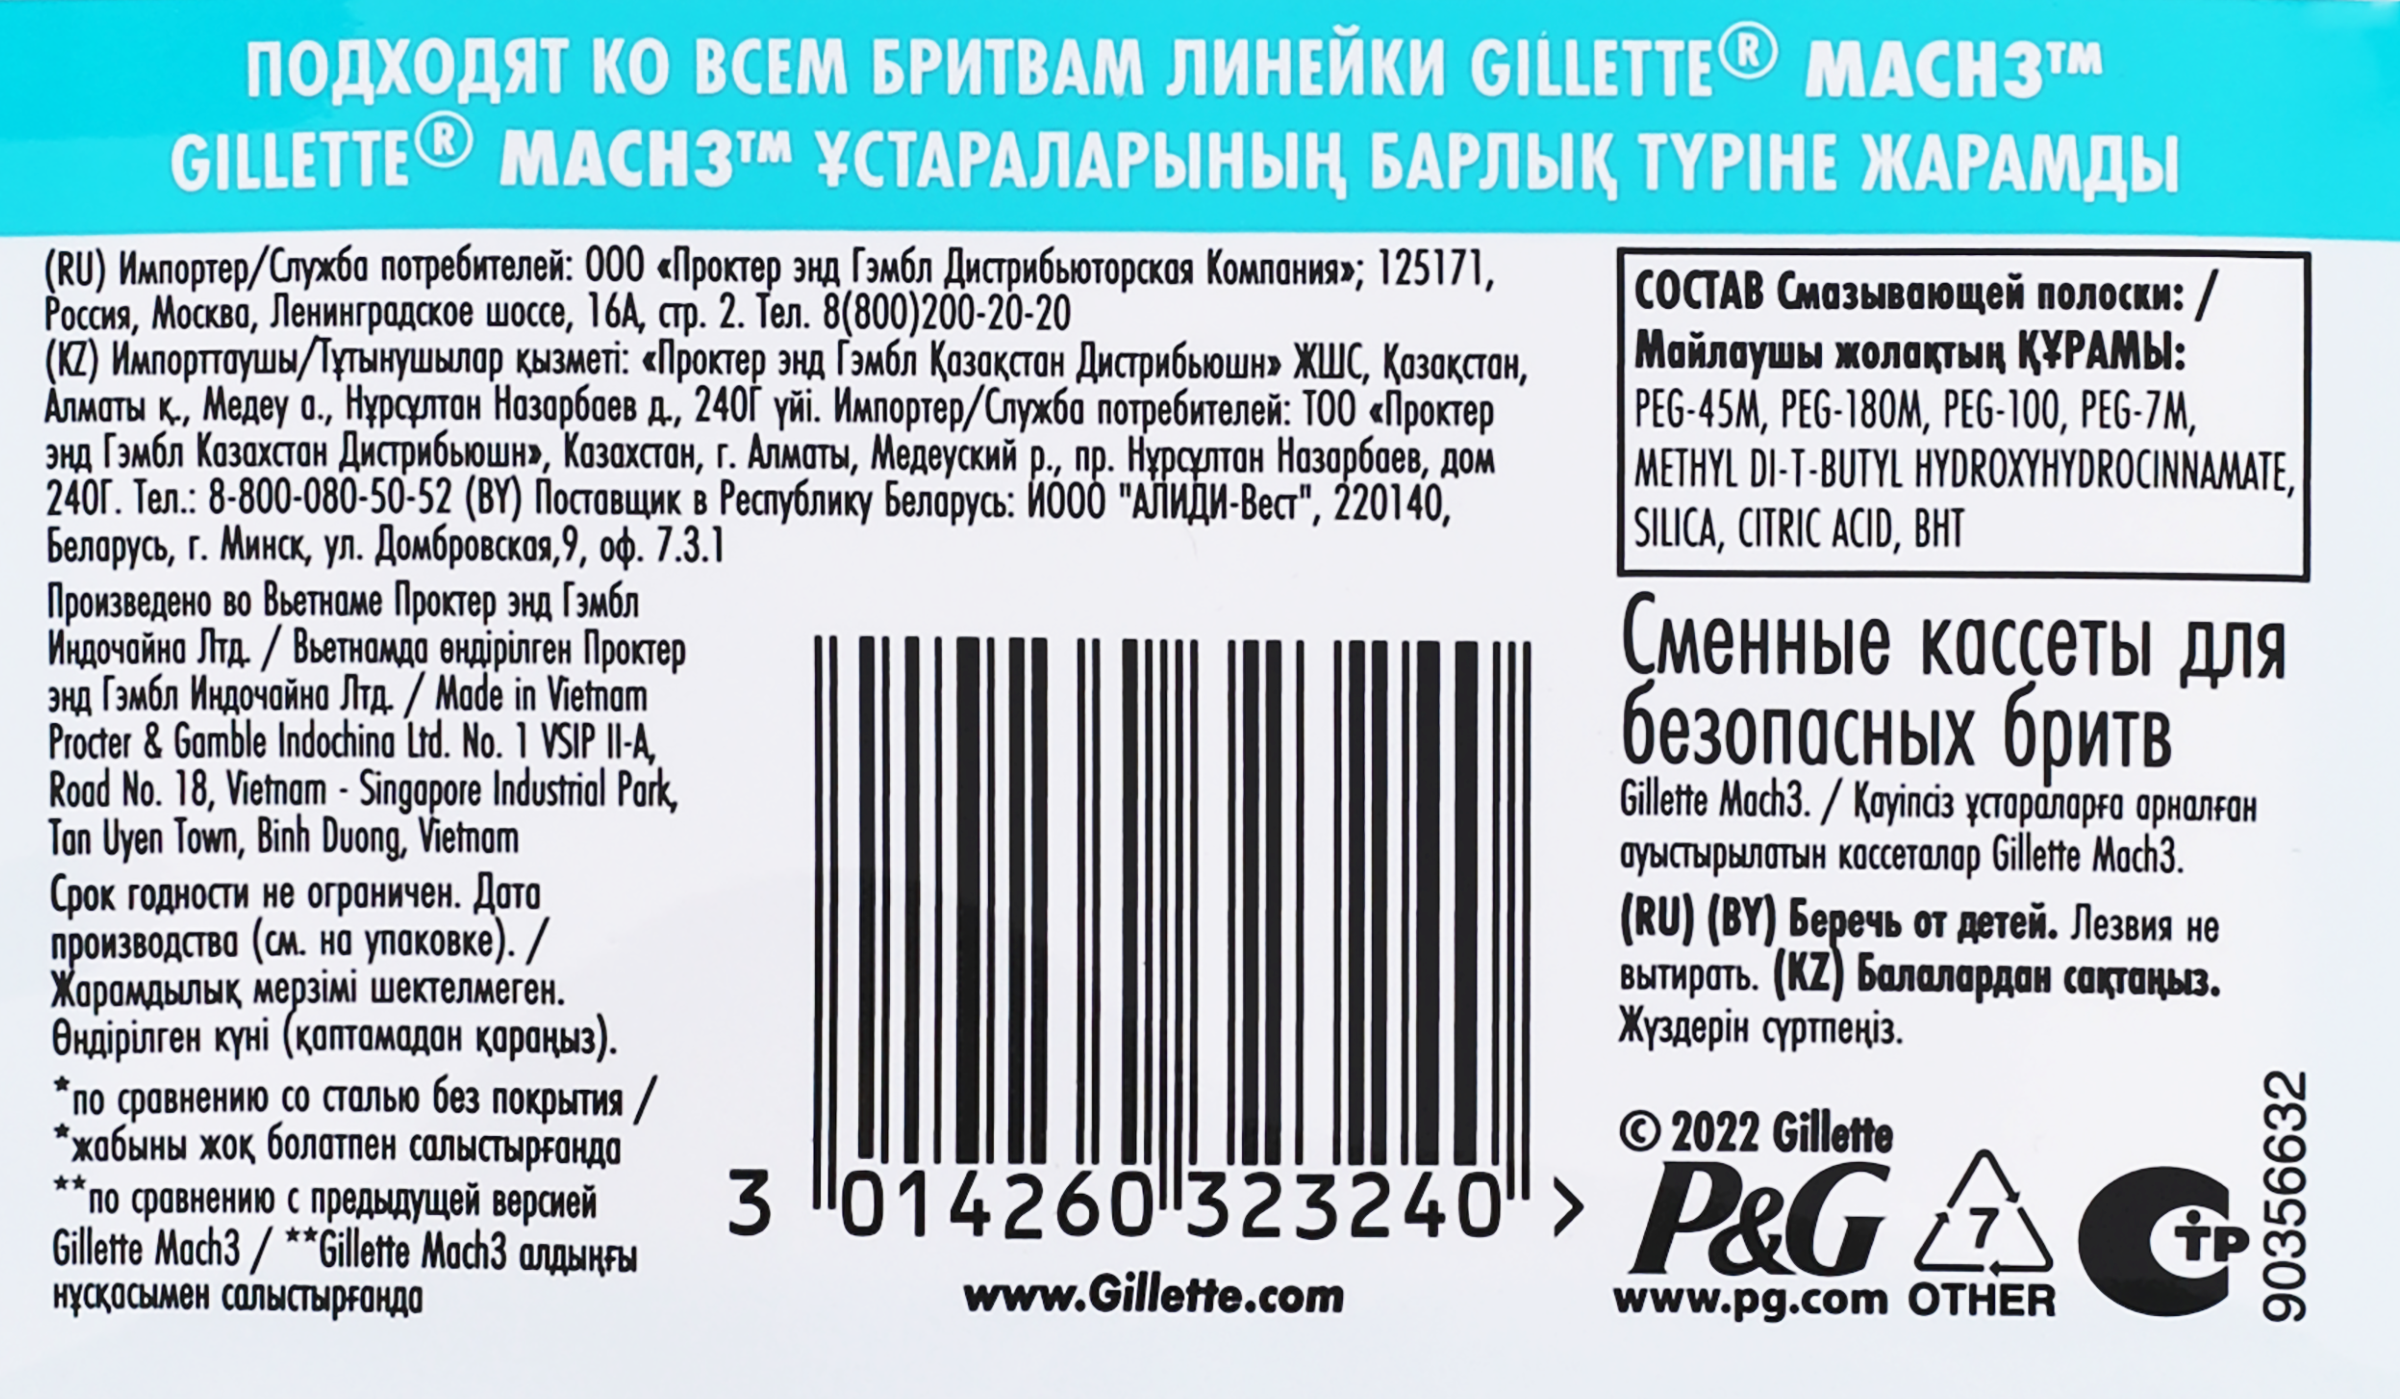 ПОДХОДЯТ КО ВСЕМ БРИТВАМ ЛИНЕЙКИ GILLETTE® MACH3™
GILLETTE® MACH3™ ҰСТАРАЛАРЫНЫҢ БАРЛЫҚ ТҮРІНЕ ЖАРАМДЫ
(RU) Импортер/Служба потребителей: ООО «Проктер энд Гэмбл Дистрибьюторская Компания»; 125171,
Россия, Москва, Ленинградское шоссе, 16А, стр. 2. Тел. 8(800)200-20-20
(KZ) Импорттаушы/Тұтынушылар қызметі: «Проктер энд Гэмбл Қазақстан Дистрибьюшн» ЖШС, Қазақстан,
Алматы қ., Медеу а., Нұрсұлтан Назарбаев д., 240Г үйі. Импортер/Служба потребителей: ТОО «Проктер
энд Гэмбл Казахстан Дистрибьюшн», Казахстан, г. Алматы, Медеуский р., пр. Нұрсұлтан Назарбаев, дом
240Г. Тел.: 8-800-080-50-52 (BY) Поставщик в Республику Беларусь: ИООО "АЛИДИ-Вест", 220140,
Беларусь, г. Минск, ул. Домбровская,9, оф. 7.3.1
Произведено во Вьетнаме Проктер энд Гэмбл
Индочайна Лтд. / Вьетнамда өндірілген Проктер
энд Гэмбл Индочайна Лтд. / Made in Vietnam
Procter & Gamble Indochina Ltd. No. 1 VSIP II-A,
Road No. 18, Vietnam - Singapore Industrial Park,
Tan Uyen Town, Binh Duong, Vietnam
Срок годности не ограничен. Дата
производства (см. на упаковке). /
Жарамдылық мерзімі шектелмеген.
Өндірілген күні (қаптамадан қараңыз).
*по сравнению со сталью без покрытия /
*жабыны жоқ болатпен салыстырғанда
**по сравнению с предыдущей версией
Gillette Mach3 / **Gillette Mach3 алдыңғы
нұсқасымен салыстырғанда
3 014260 323240 >
www.Gillette.com
СОСТАВ Смазывающей полоски: /
Майлаушы жолақтың ҚҰРАМЫ:
PEG-45M, PEG-180M, PEG-100, PEG-7M,
METHYL DI-T-BUTYL HYDROXYHYDROCINNAMATE,
SILICA, CITRIC ACID, BHT
Сменные кассеты для
безопасных бритв
Gillette Mach3. / Қауіпсіз ұстараларға арналған
ауыстырылатын кассеталар Gillette Mach3.
(RU) (BY) Беречь от детей. Лезвия не
вытирать. (KZ) Балалардан сақтаңыз.
Жүздерін сүртпеңіз.
© 2022 Gillette
P&G
www.pg.com
7
OTHER
СТР
90356632